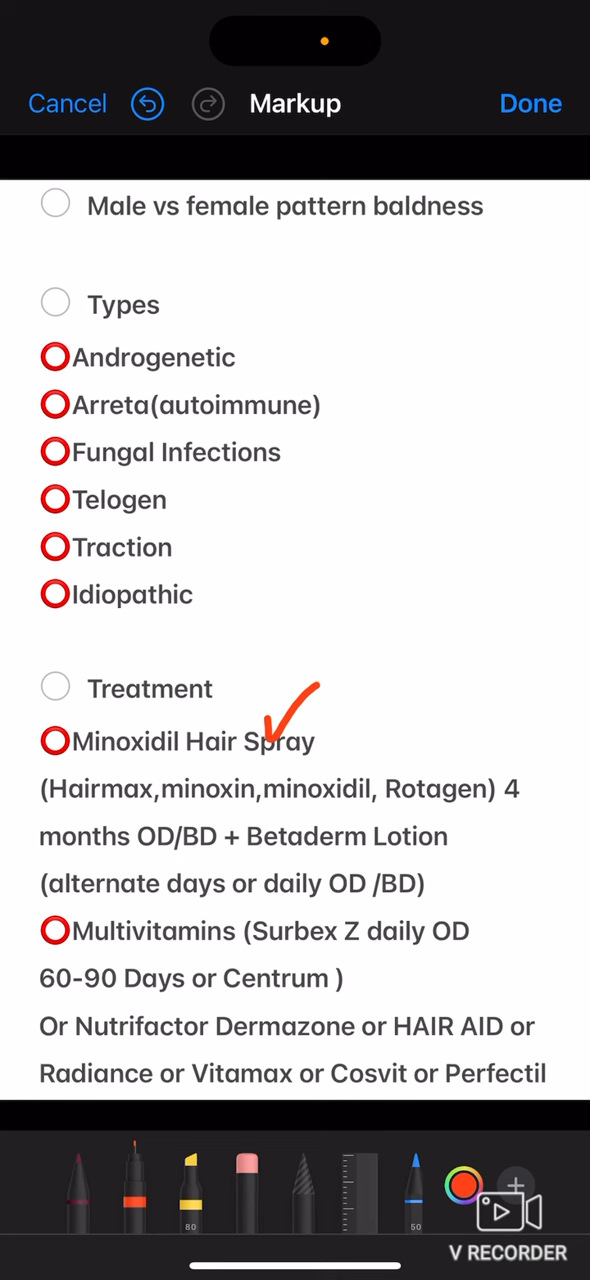 Cancel Markup Done
Male vs female pattern baldness
Types
Androgenetic
Arreta(autoimmune)
Fungal Infections
Telogen
Traction
Idiopathic
Treatment
Minoxidil Hair Spray
(Hairmax,minoxin,minoxidil, Rotagen) 4
months OD/BD + Betaderm Lotion
(alternate days or daily OD /BD)
Multivitamins (Surbex Z daily OD
60-90 Days or Centrum )
Or Nutrifactor Dermazone or HAIR AID or
Radiance or Vitamax or Cosvit or Perfectil
80 50
V RECORDER